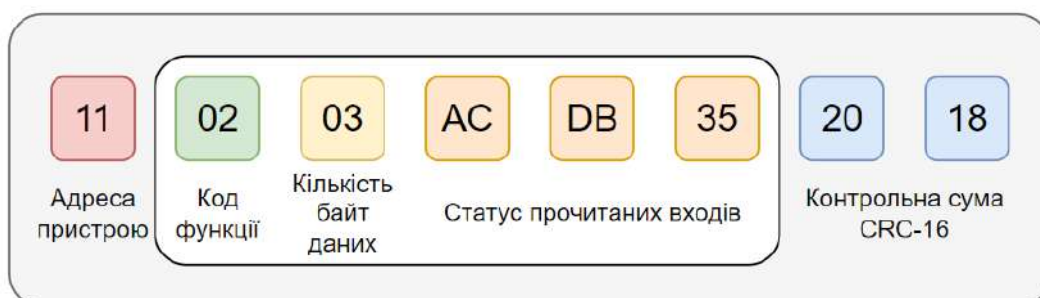 11 02 03 AC DB 35 20 18
Адреса
пристрою
Код
функції
Кількість
байт
даних
Статус прочитаних входів
Контрольна сума
CRC-16